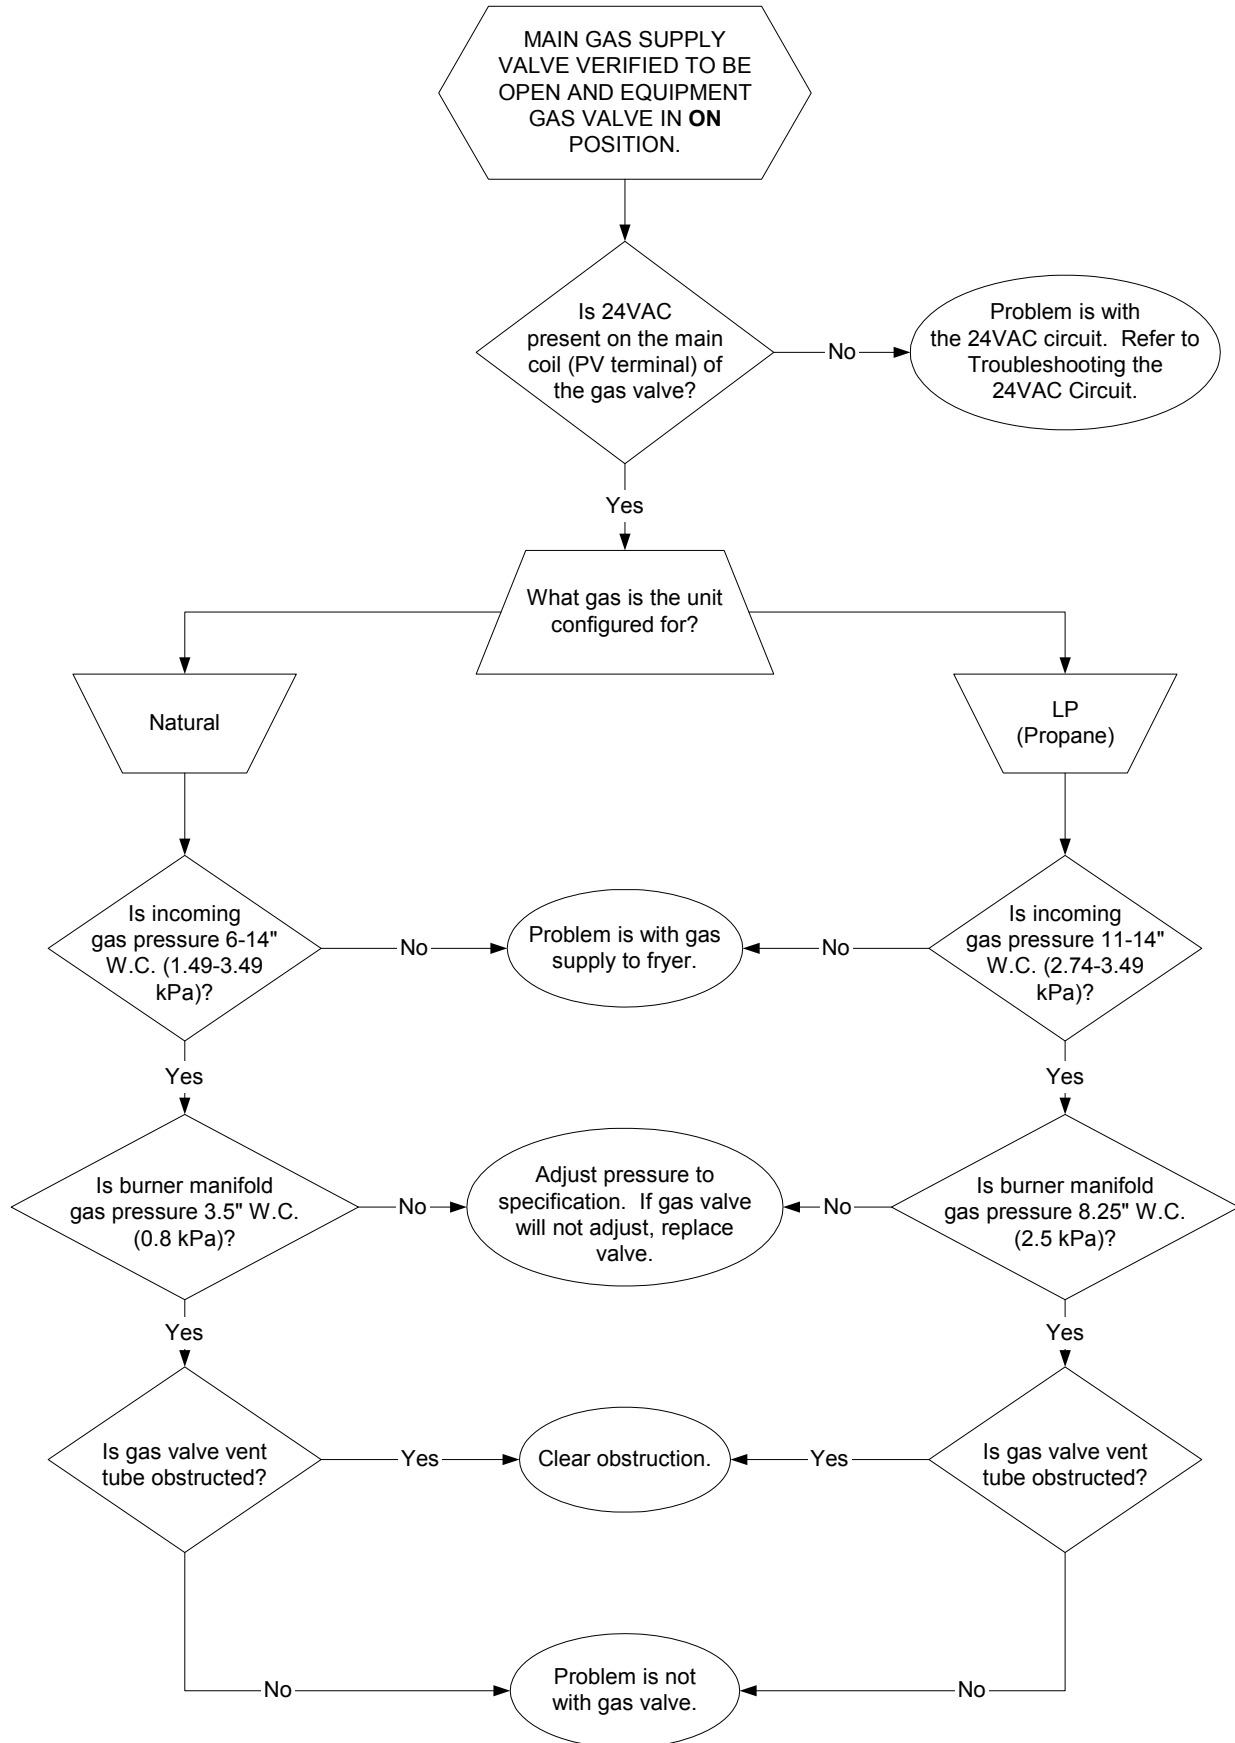 MAIN GAS SUPPLY
VALVE VERIFIED TO BE
OPEN AND EQUIPMENT
GAS VALVE IN ON
POSITION.
Is 24VAC
present on the main
coil (PV terminal) of
the gas valve?
No
Problem is with
the 24VAC circuit. Refer to
Troubleshooting the
24VAC Circuit.
Yes
What gas is the unit
configured for?
Natural
LP
(Propane)
Is incoming
gas pressure 6-14"
W.C. (1.49-3.49
kPa)?
No
Problem is with gas
supply to fryer.
No
Is incoming
gas pressure 11-14"
W.C. (2.74-3.49
kPa)?
Yes
Yes
Is burner manifold
gas pressure 3.5" W.C.
(0.8 kPa)?
No
Adjust pressure to
specification. If gas valve
will not adjust, replace
valve.
No
Is burner manifold
gas pressure 8.25" W.C.
(2.5 kPa)?
Yes
Yes
Is gas valve vent
tube obstructed?
Yes
Clear obstruction.
Yes
Is gas valve vent
tube obstructed?
No
Problem is not
with gas valve.
No